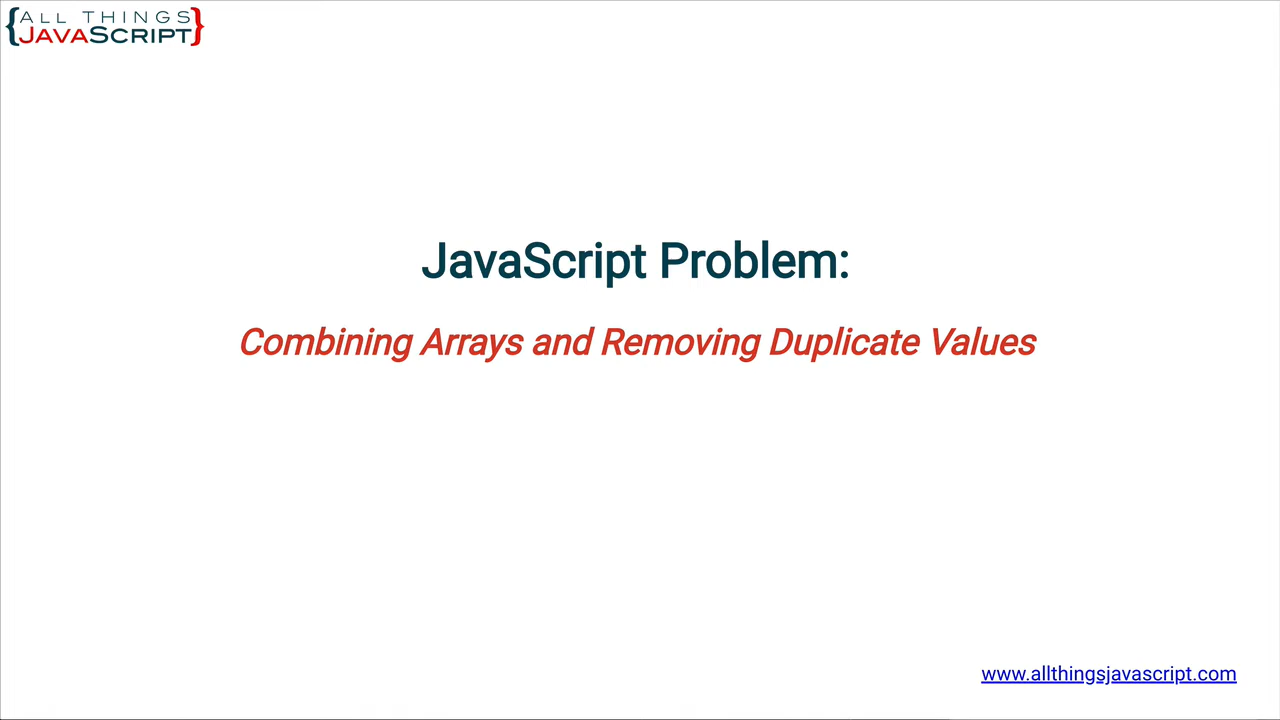 {ALL THINGS
JAVASCRIPT}
JavaScript Problem:
Combining Arrays and Removing Duplicate Values
www.allthingsjavascript.com